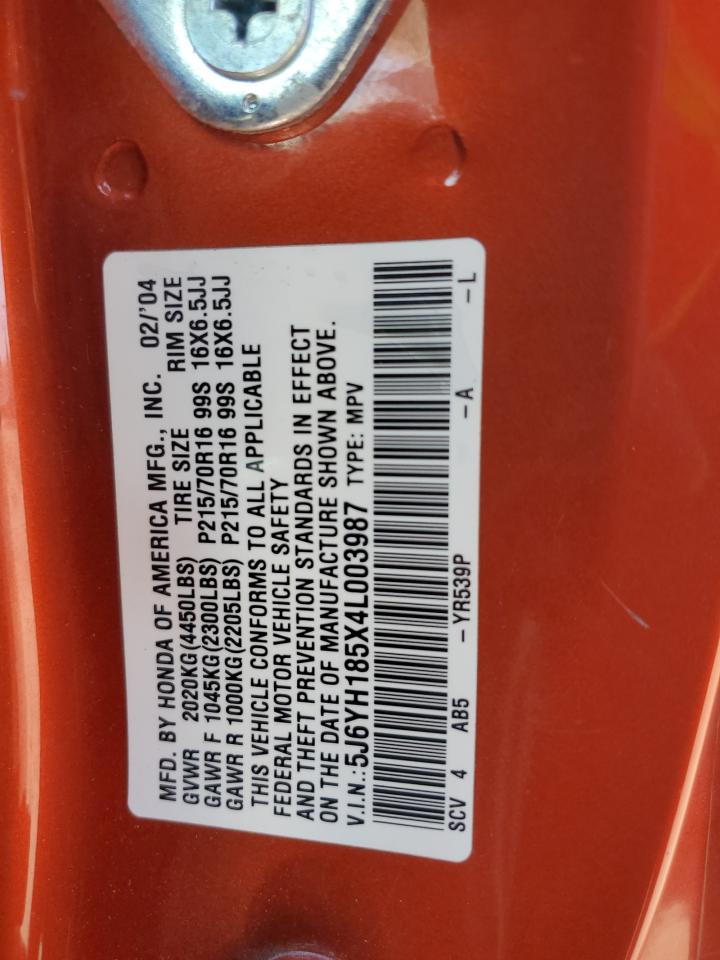 MFD. BY HONDA OF AMERICA MFG., INC. 02/'04
GVWR 2020KG(4450LBS) TIRE SIZE RIM SIZE
GAWR F 1045KG(2300LBS) P215/70R16 99S 16X6.5JJ
GAWR R 1000KG(2205LBS) P215/70R16 99S 16X6.5JJ
THIS VEHICLE CONFORMS TO ALL APPLICABLE
FEDERAL MOTOR VEHICLE SAFETY
AND THEFT PREVENTION STANDARDS IN EFFECT
ON THE DATE OF MANUFACTURE SHOWN ABOVE.
V.I.N.:5J6YH185X4L003987 TYPE: MPV
SCV 4 AB5 – YR539P – A – L